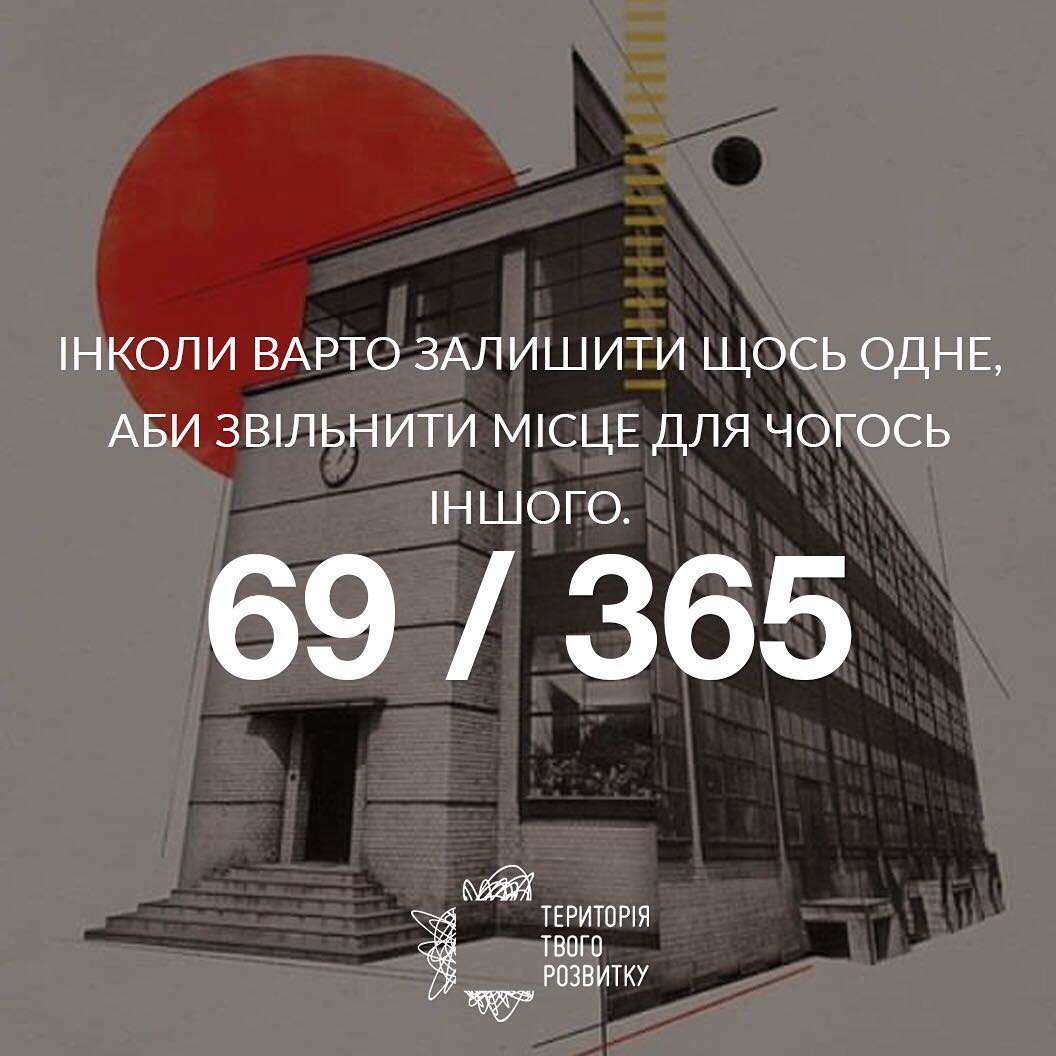 ІНКОЛИ ВАРТО ЗАЛИШИТИ ЩОСЬ ОДНЕ,
АБИ ЗВІЛЬНИТИ МІСЦЕ ДЛЯ ЧОГОСЬ
ІНШОГО.
69 / 365
ТЕРИТОРІЯ
ТВОГО
РОЗВИТКУ